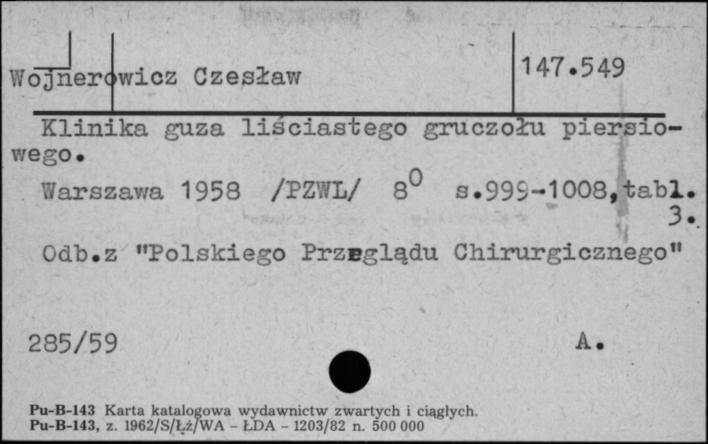 Wojnerowicz Czesław
147.549
Klinika guza liściastego gruczołu piersio-
wego.
Warszawa 1958 /PZWL/ 8⁰ s.999-1008,tabl.
3.
Odb.z "Polskiego Przeglądu Chirurgicznego"
285/59 A.
Pu-B-143 Karta katalogowa wydawnictw zwartych i ciągłych.
Pu-B-143, z. 1962/S/Łż/WA - ŁDA - 1203/82 n. 500 000